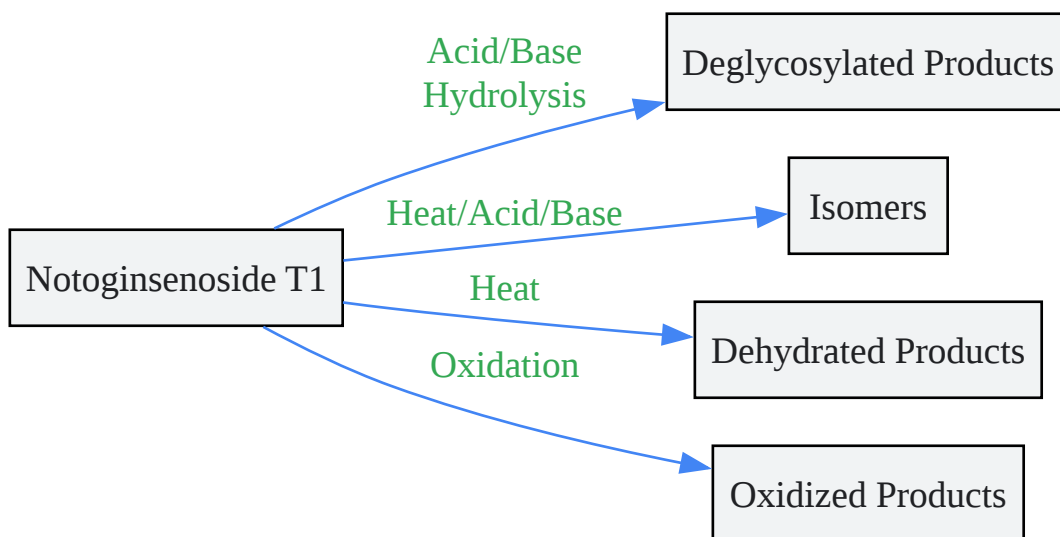 Acid/Base
Hydrolysis
Deglycosylated Products
Heat/Acid/Base
Isomers
Notoginsenoside T1
Heat
Dehydrated Products
Oxidation
Oxidized Products